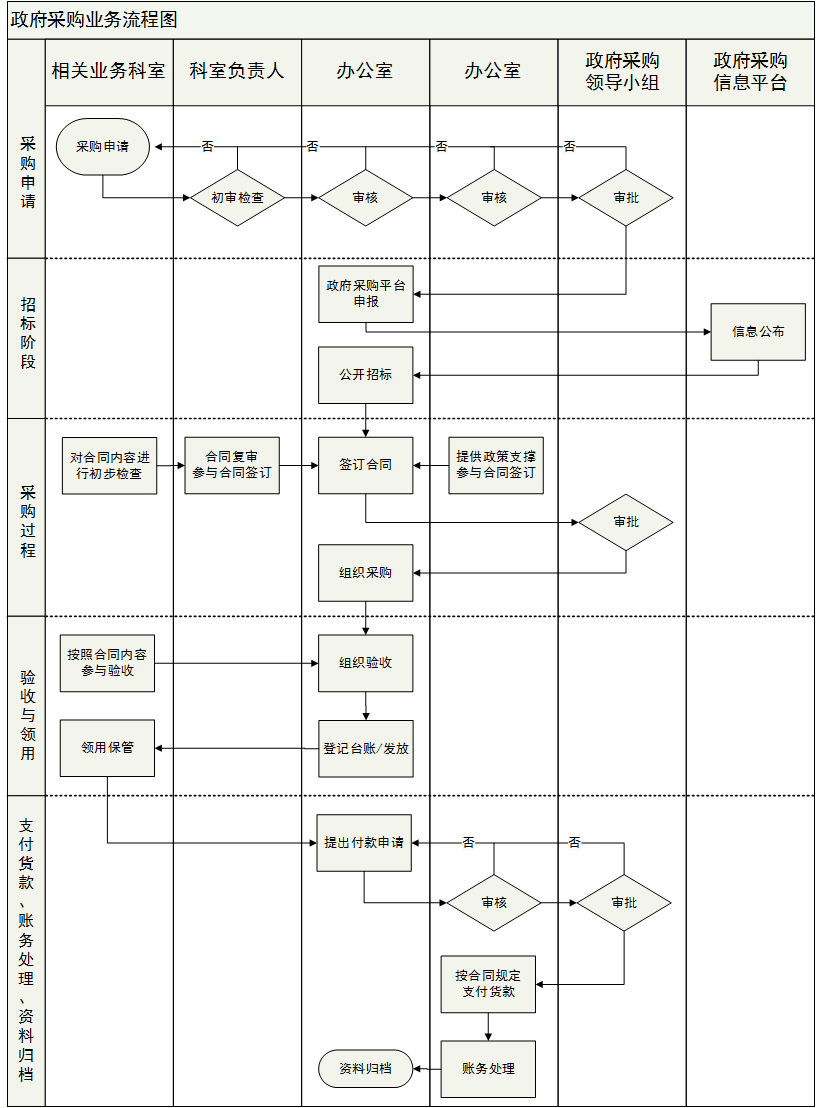 政府采购业务流程图
相关业务科室
科室负责人
办公室
办公室
政府采购
领导小组
政府采购
信息平台
采购申请
采购申请
否
否
否
否
初审检查
审核
审核
审批
招标阶段
政府采购平台
申报
信息公布
公开招标
采购过程
对合同内容进
行初步检查
合同复审
参与合同签订
签订合同
提供政策支撑
参与合同签订
审批
组织采购
验收与领用
按照合同内容
参与验收
组织验收
领用保管
登记台账/发放
支付货款、账务处理、资料归档
提出付款申请
否
否
审核
审批
按合同规定
支付货款
资料归档
账务处理